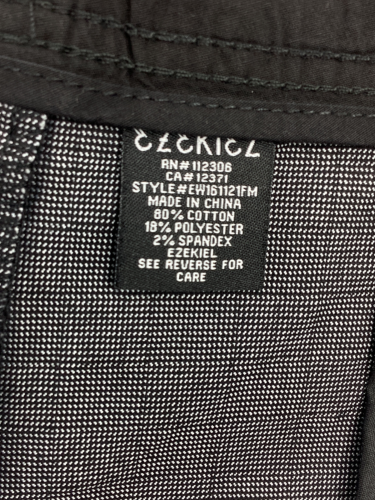 EZEKIEL
RN#112306
CA#12371
STYLE#EW161121FM
MADE IN CHINA
80% COTTON
18% POLYESTER
2% SPANDEX
EZEKIEL
SEE REVERSE FOR
CARE